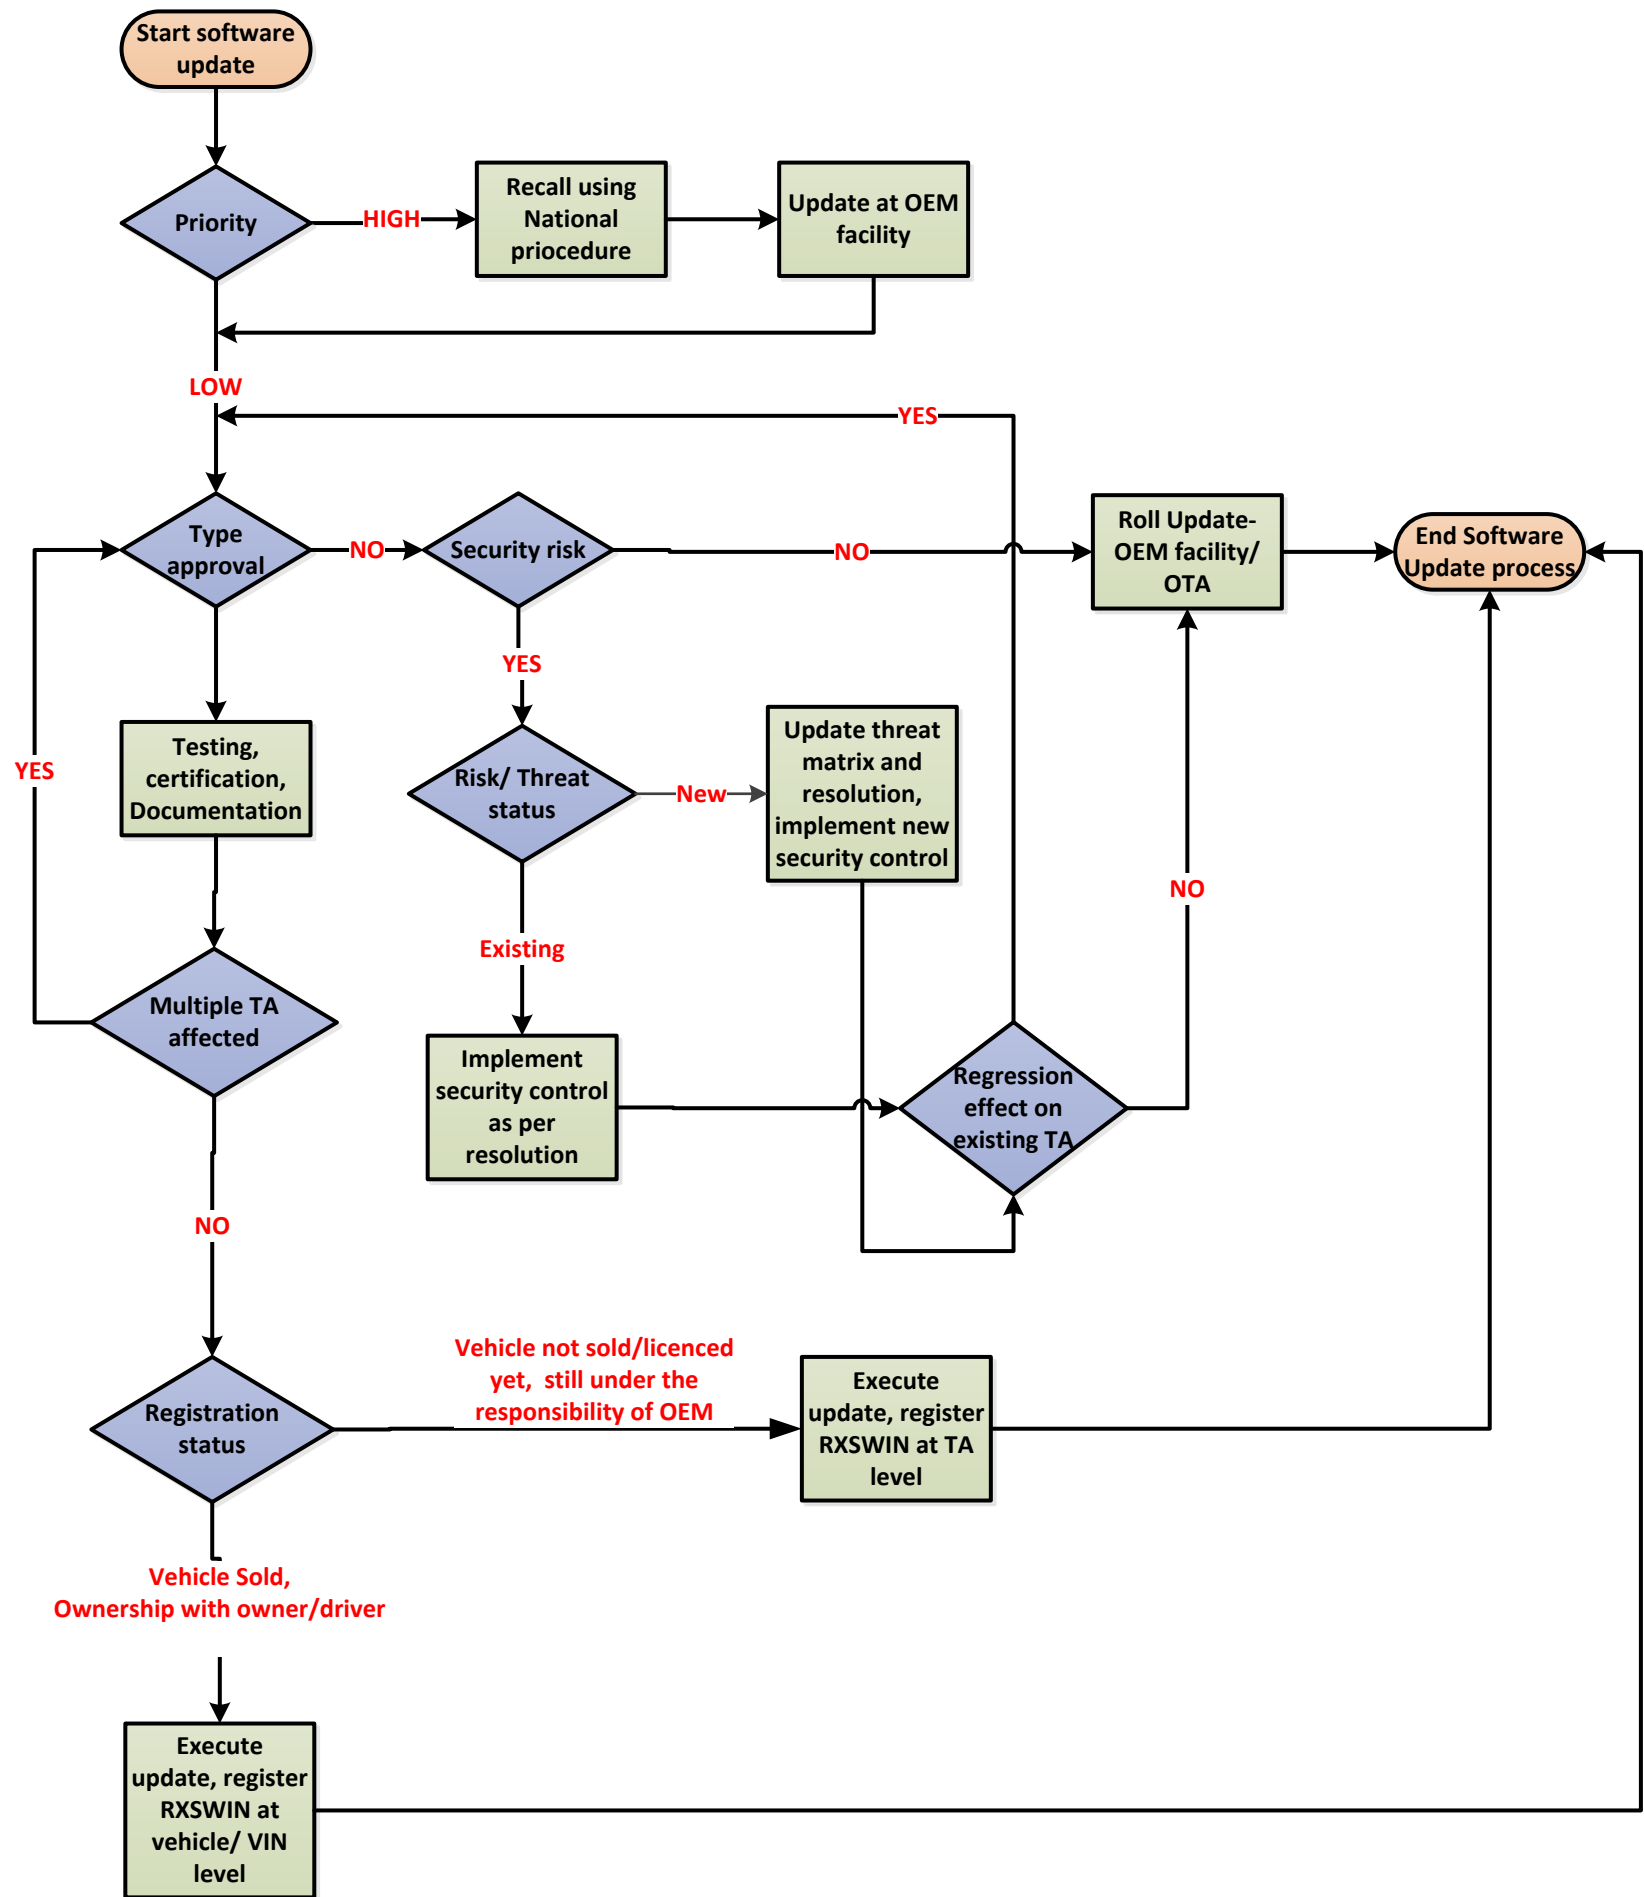 Start software
update
Priority
HIGH
Recall using
National
priocedure
Update at OEM
facility
LOW
YES
Type
approval
NO
Security risk
NO
Roll Update-
OEM facility/
OTA
End Software
Update process
YES
YES
Testing,
certification,
Documentation
Risk/ Threat
status
New
Update threat
matrix and
resolution,
implement new
security control
NO
Existing
Multiple TA
affected
Implement
security control
as per
resolution
Regression
effect on
existing TA
NO
Registration
status
Vehicle not sold/licenced
yet,  still under the
responsibility of OEM
Execute
update, register
RXSWIN at TA
level
Vehicle Sold,
Ownership with owner/driver
Execute
update, register
RXSWIN at
vehicle/ VIN
level